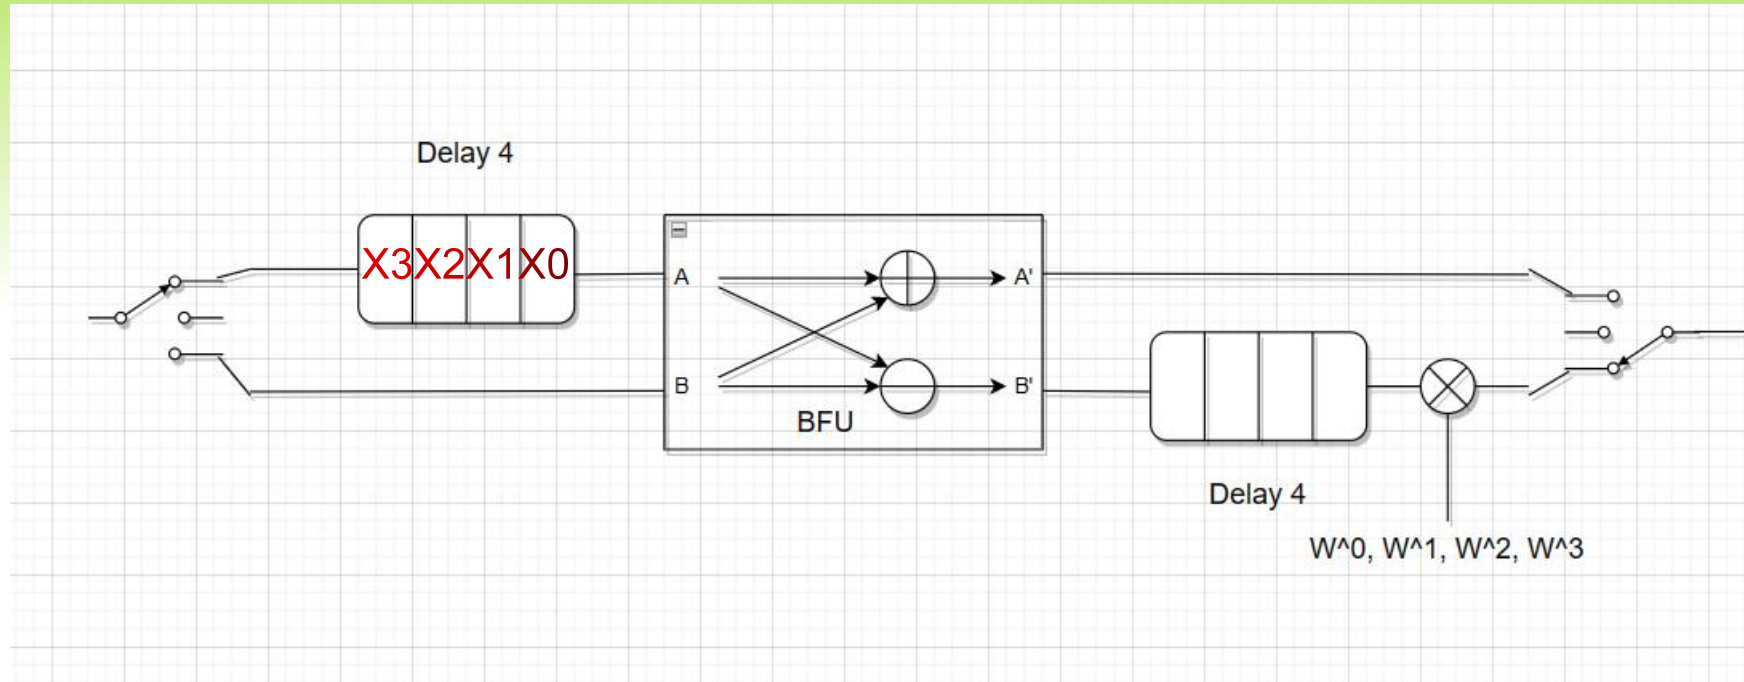 Delay 4
X3X2X1X0
A
A'
B
B'
BFU
Delay 4
W^0, W^1, W^2, W^3